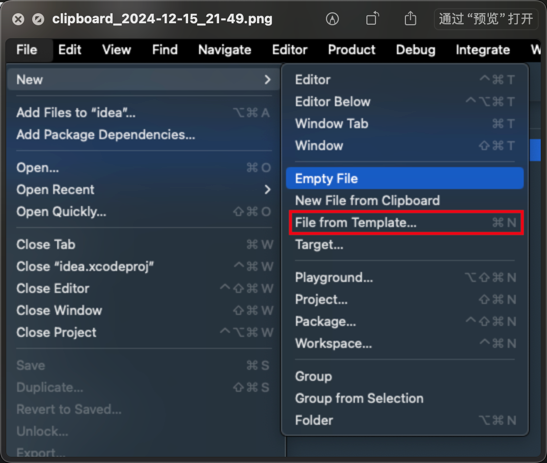 clipboard_2024-12-15_21-49.png
通过“预览”打开
File Edit View Find Navigate Editor Product Debug Integrate W
New
Add Files to “idea”... ⌥⌘A
Add Package Dependencies...
Open... ⌘O
Open Recent
Open Quickly... ⇧⌘O
Close Tab ⌘W
Close “idea.xcodeproj” ⌃⌘W
Close Editor ⌃⇧⌘W
Close Window ⇧⌘W
Close Project ⌃⌥⌘W
Save ⌘S
Duplicate... ⇧⌘S
Revert to Saved...
Unlock...
Export...
Editor ⌃⌘T
Editor Below ⌃⌥⌘T
Window Tab ⌘T
Window ⇧⌘T
Empty File
New File from Clipboard
File from Template... ⌘N
Target...
Playground... ⌥⇧⌘N
Project... ⇧⌘N
Package... ⌃⇧⌘N
Workspace... ⌃⌘N
Group
Group from Selection
Folder ⌥⌘N